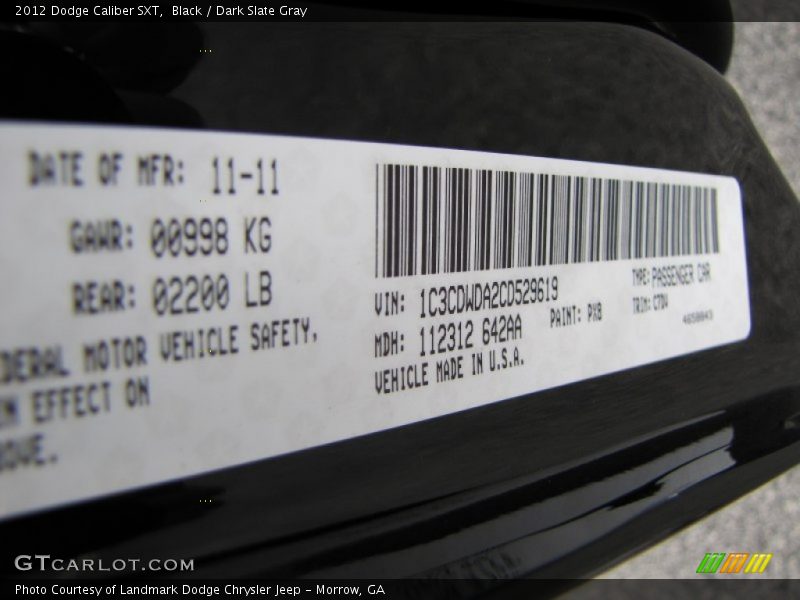 2012 Dodge Caliber SXT,  Black / Dark Slate Gray
DATE OF MFR: 11-11
GAWR: 00998 KG
REAR: 02200 LB
DERAL MOTOR VEHICLE SAFETY,
N EFFECT ON
OVE.
VIN: 1C3CDWDA2CD529619
TYPE: PASSENGER CAR
MDH: 112312 642AA
PAINT: PX8
TRIM:
VEHICLE MADE IN U.S.A.
GTCARLOT.COM
Photo Courtesy of Landmark Dodge Chrysler Jeep - Morrow, GA